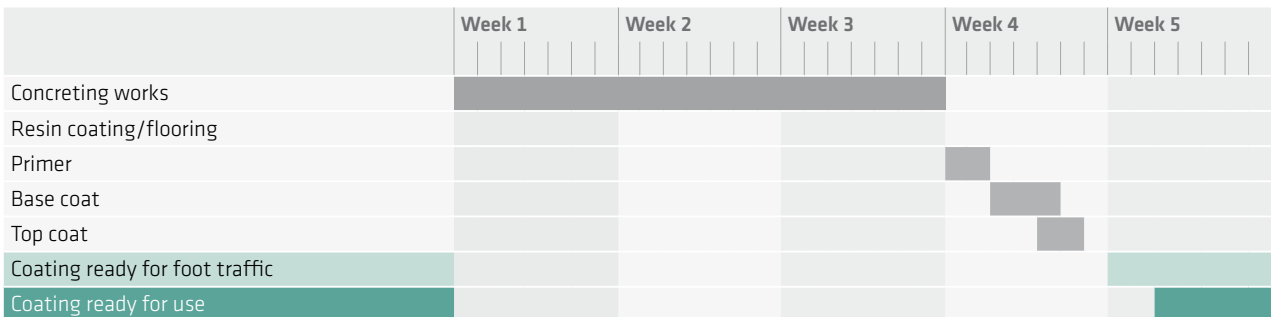 Week 1 Week 2 Week 3 Week 4 Week 5
Concreting works
Resin coating/flooring
Primer
Base coat
Top coat
Coating ready for foot traffic
Coating ready for use